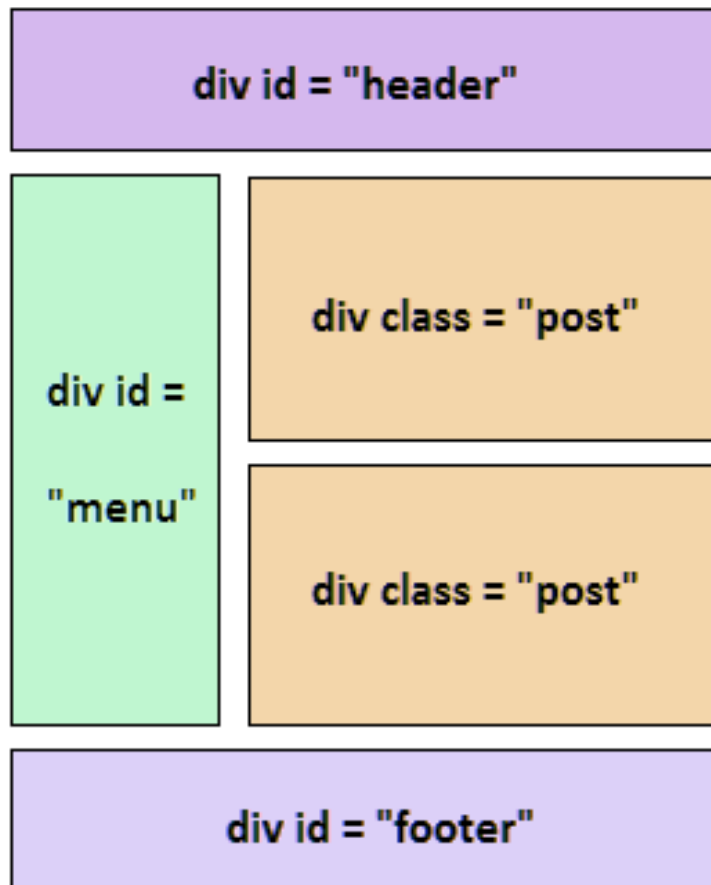 div id = "header"
div id =
"menu"
div class = "post"
div class = "post"
div id = "footer"